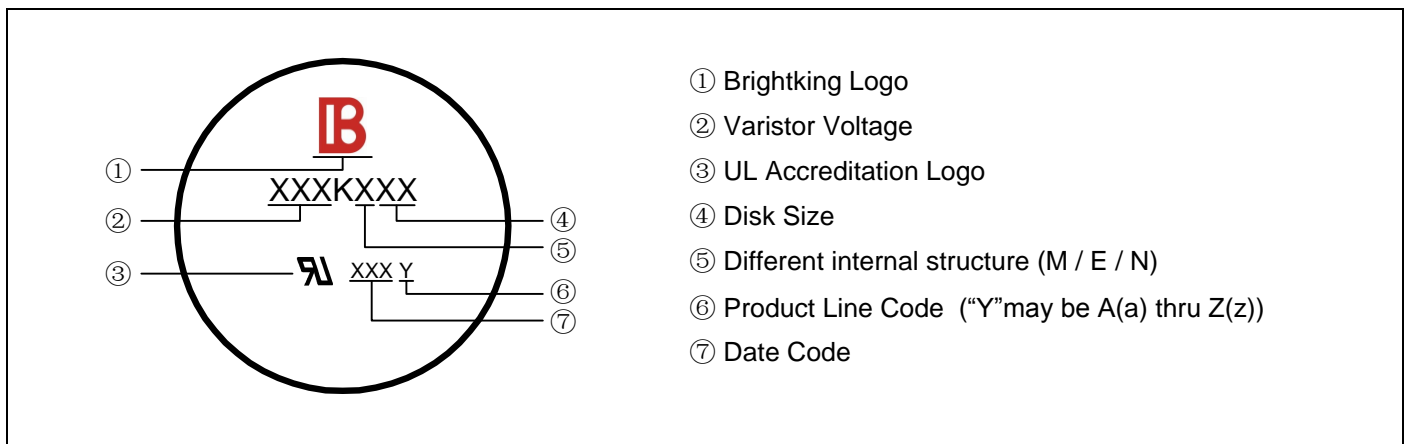 ① Brightking Logo
② Varistor Voltage
③ UL Accreditation Logo
④ Disk Size
⑤ Different internal structure (M / E / N)
⑥ Product Line Code (“Y”may be A(a) thru Z(z))
⑦ Date Code
B
①
XXXKXXX
② ④
⑤
③ XXX Y
⑥
⑦